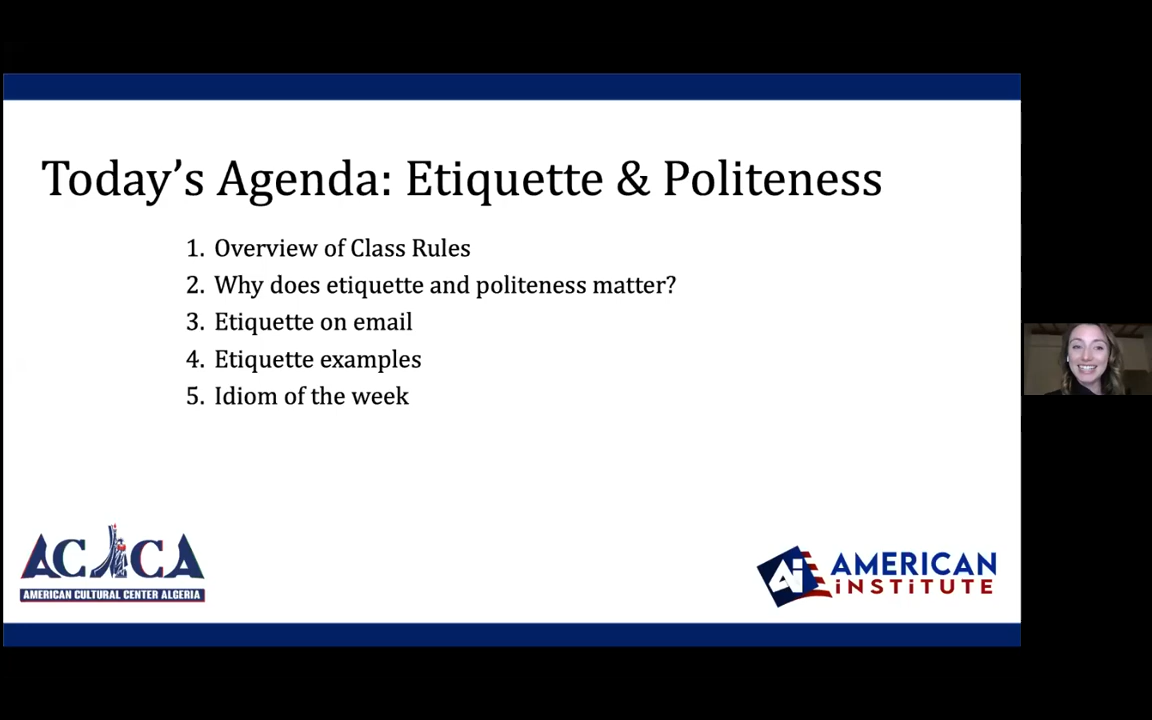 Today's Agenda: Etiquette & Politeness
1. Overview of Class Rules
2. Why does etiquette and politeness matter?
3. Etiquette on email
4. Etiquette examples
5. Idiom of the week
ACCA
AMERICAN CULTURAL CENTER ALGERIA
Ai AMERICAN
iNSTiTUTE